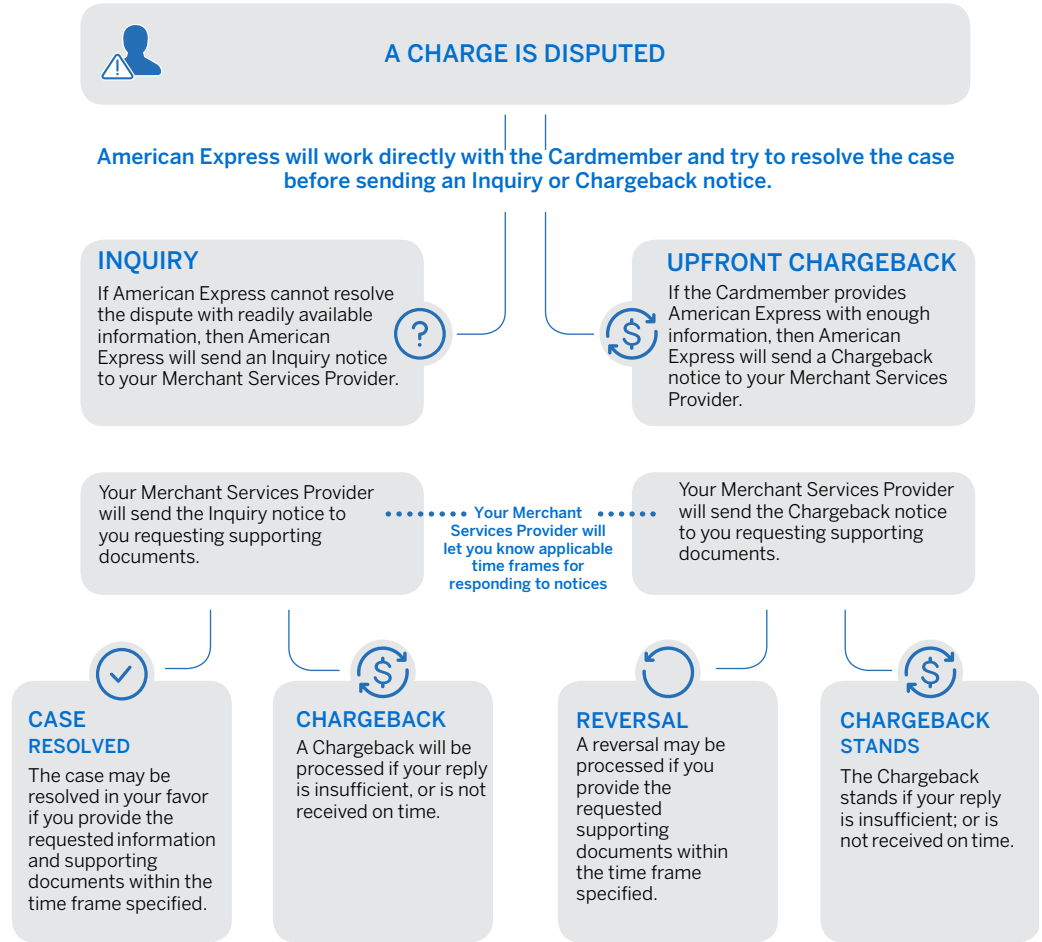 A CHARGE IS DISPUTED
American Express will work directly with the Cardmember and try to resolve the case
before sending an Inquiry or Chargeback notice.
INQUIRY
If American Express cannot resolve
the dispute with readily available
information, then American
Express will send an Inquiry notice
to your Merchant Services Provider.
?
UPFRONT CHARGEBACK
If the Cardmember provides
American Express with enough
information, then American
Express will send a Chargeback
notice to your Merchant Services
Provider.
$
Your Merchant Services Provider
will send the Inquiry notice to
you requesting supporting
documents.
Your Merchant
Services Provider will
let you know applicable
time frames for
responding to notices
Your Merchant Services Provider
will send the Chargeback notice
to you requesting supporting
documents.
CASE
RESOLVED
The case may be
resolved in your favor
if you provide the
requested information
and supporting
documents within the
time frame specified.
$
CHARGEBACK
A Chargeback will be
processed if your reply
is insufficient, or is not
received on time.
REVERSAL
A reversal may be
processed if you
provide the
requested
supporting
documents within
the time frame
specified.
$
CHARGEBACK
STANDS
The Chargeback
stands if your reply
is insufficient; or is
not received on time.